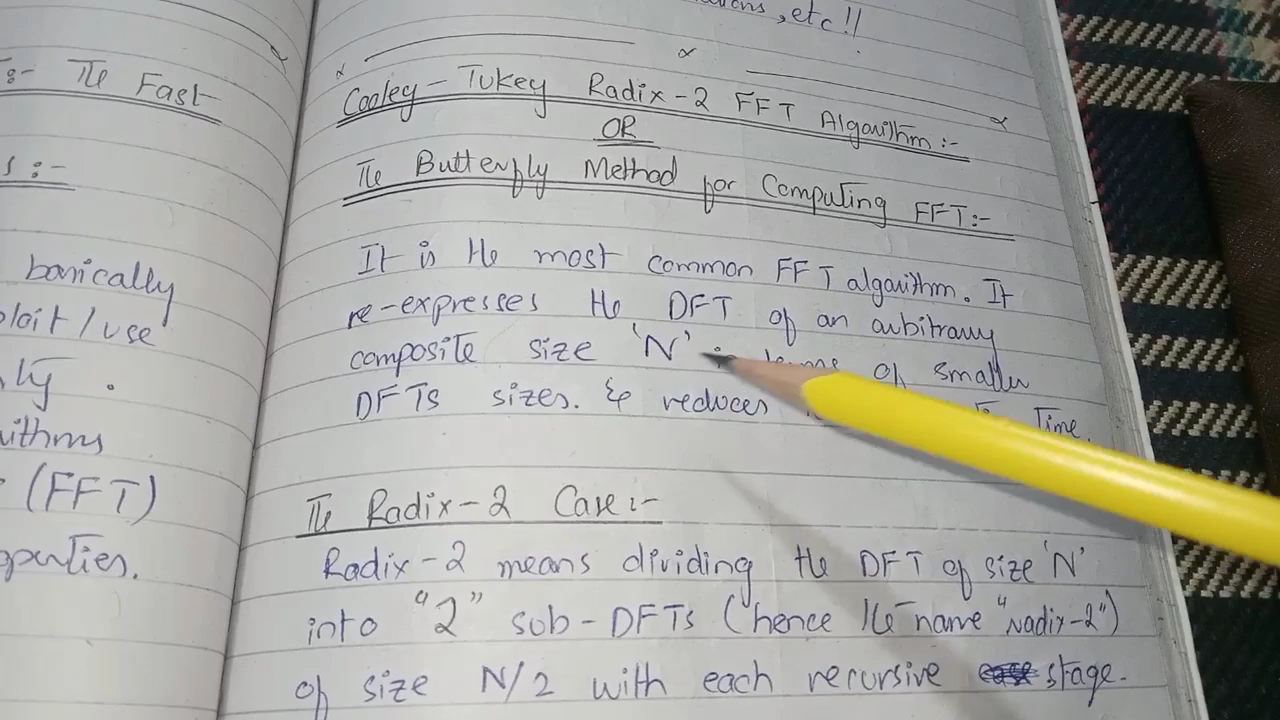 etc!!
T:- The Fast
s:-
basically
ploit/use
ly.
rithms
(FFT)
operties.
Cooley-Tukey Radix-2 FFT Algorithm:-
OR
The Butterfly Method for Computing FFT:-
It is the most common FFT algorithm. It
re-expresses the DFT of an arbitrary
composite size 'N' of smaller
DFTs sizes. & reduces Time.
The Radix-2 Case:-
Radix-2 means dividing the DFT of size 'N'
into "2" sub-DFTs (hence the name "radix-2")
of size N/2 with each recursive stage.